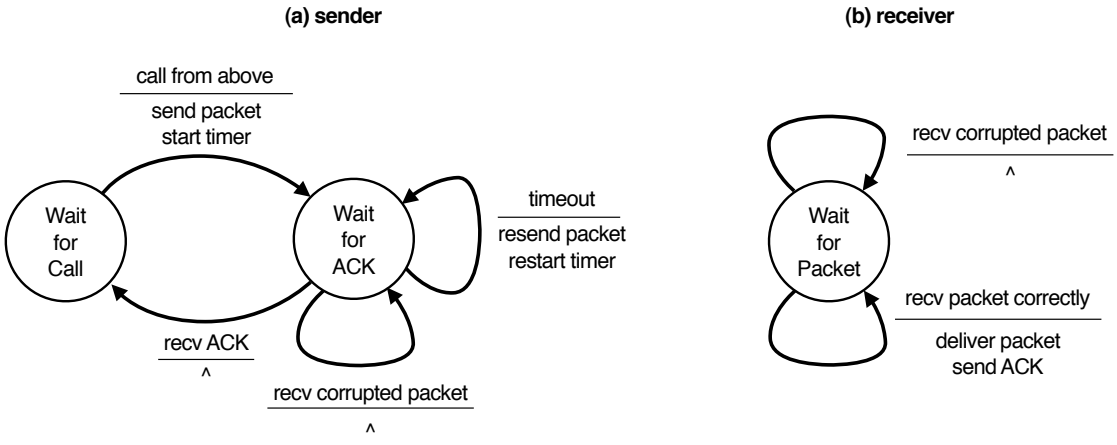 (a) sender
call from above
send packet
start timer
Wait
for
Call
Wait
for
ACK
timeout
resend packet
restart timer
recv ACK
^
recv corrupted packet
^
(b) receiver
recv corrupted packet
^
Wait
for
Packet
recv packet correctly
deliver packet
send ACK